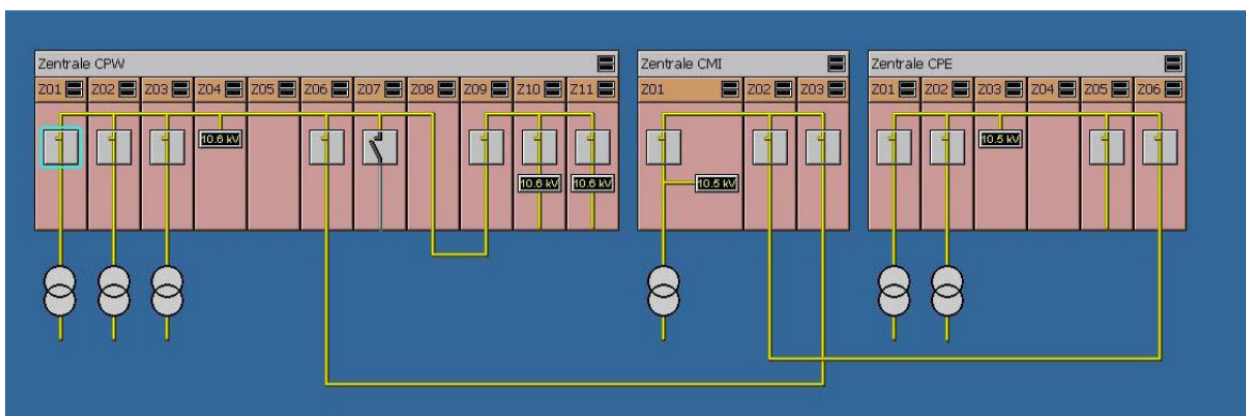 Zentrale CPW
Zentrale CMI
Zentrale CPE
Z01 Z02 Z03 Z04 Z05 Z06 Z07 Z08 Z09 Z10 Z11
Z01 Z02 Z03
Z01 Z02 Z03 Z04 Z05 Z06
10.6 kV
10.5 kV
10.6 kV 10.6 kV
10.5 kV